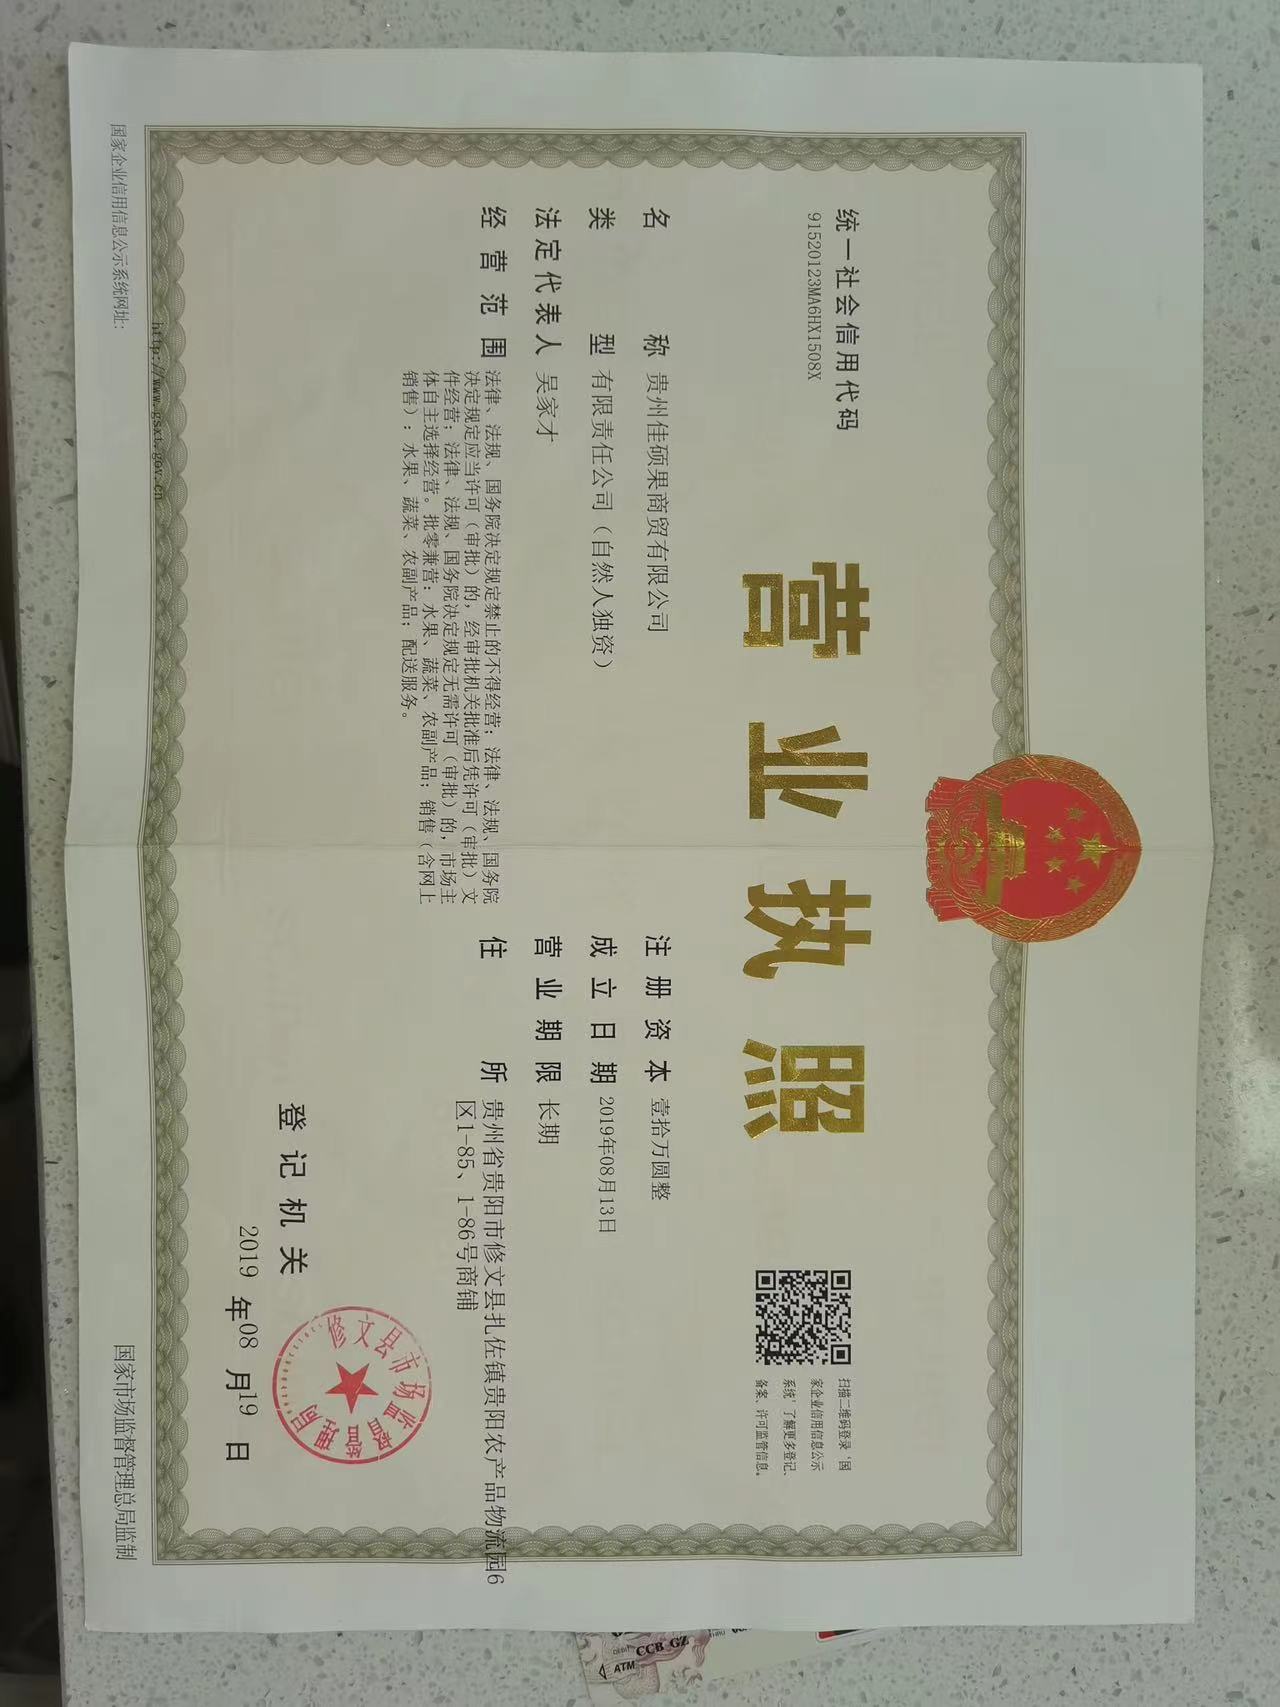 营业执照
统一社会信用代码
91520123MA6HX1508X
扫描二维码登录‘国
家企业信用信息公示
系统’了解更多登记、
备案、许可监管信息。
名称 贵州佳硕果商贸有限公司
类型 有限责任公司（自然人独资）
法定代表人 吴家才
经营范围 法律、法规、国务院决定规定禁止的不得经营；法律、法规、国务院
决定规定应当许可（审批）的，经审批机关批准后凭许可（审批）文
件经营；法律、法规、国务院决定规定无需许可（审批）的，市场主
体自主选择经营。批零兼营：水果、蔬菜、农副产品；销售（含网上
销售）：水果、蔬菜、农副产品；配送服务。
注册资本 壹拾万圆整
成立日期 2019年08月13日
营业期限 长期
住所 贵州省贵阳市修文县扎佐镇贵阳农产品物流园6
区1-85、1-86号商铺
登记机关
修文县市场监督管理局
2019 年08 月19 日
国家企业信用信息公示系统网址：
http://www.gsxt.gov.cn
国家市场监督管理总局监制
CCB GZ
ATM